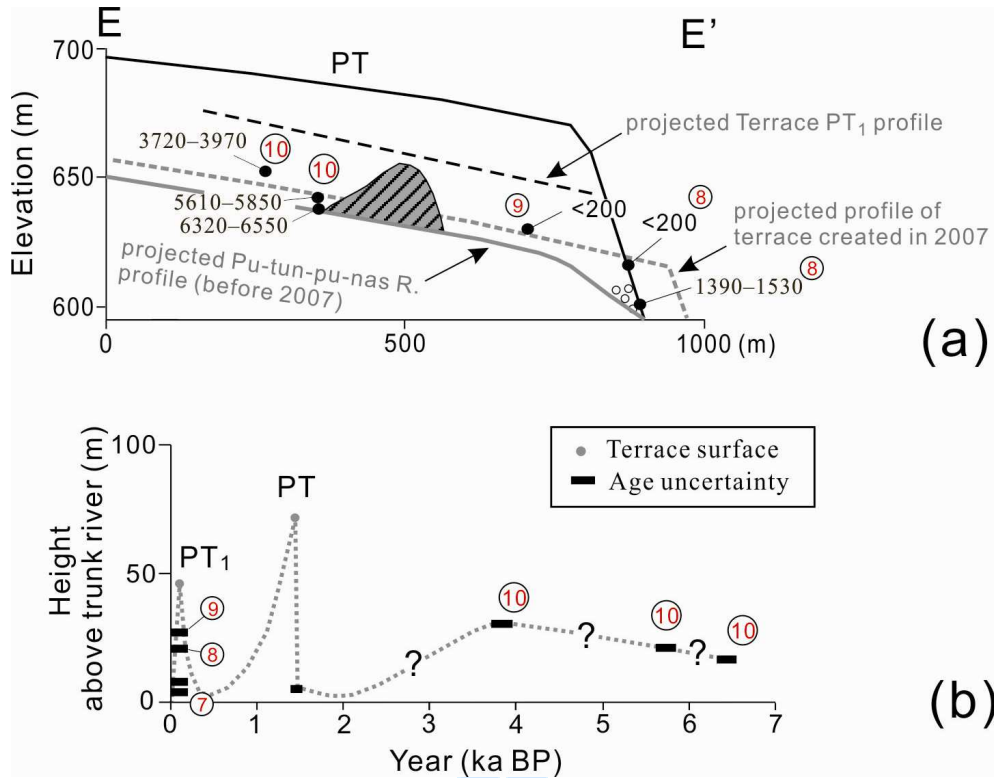 E
E’
700
PT
Elevation (m)
projected Terrace PT₁ profile
3720–3970
10
10
650
5610–5850
6320–6550
9
<200
8
<200
projected profile of
terrace created in 2007
8
1390–1530
projected Pu-tun-pu-nas R.
profile (before 2007)
600
0
500
1000 (m)
(a)
100
Terrace surface
Age uncertainty
PT
Height
above trunk river (m)
PT₁
50
9
8
10
10
10
?
?
?
0
7
0
1
2
3
4
5
6
7
Year (ka BP)
(b)